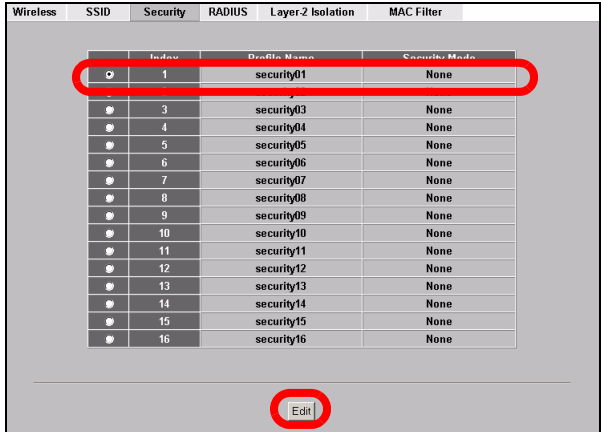 Wireless SSID Security RADIUS Layer-2 Isolation MAC Filter
Index Profile Name Security Mode
1 security01 None
3 security03 None
4 security04 None
5 security05 None
6 security06 None
7 security07 None
8 security08 None
9 security09 None
10 security10 None
11 security11 None
12 security12 None
13 security13 None
14 security14 None
15 security15 None
16 security16 None
Edit